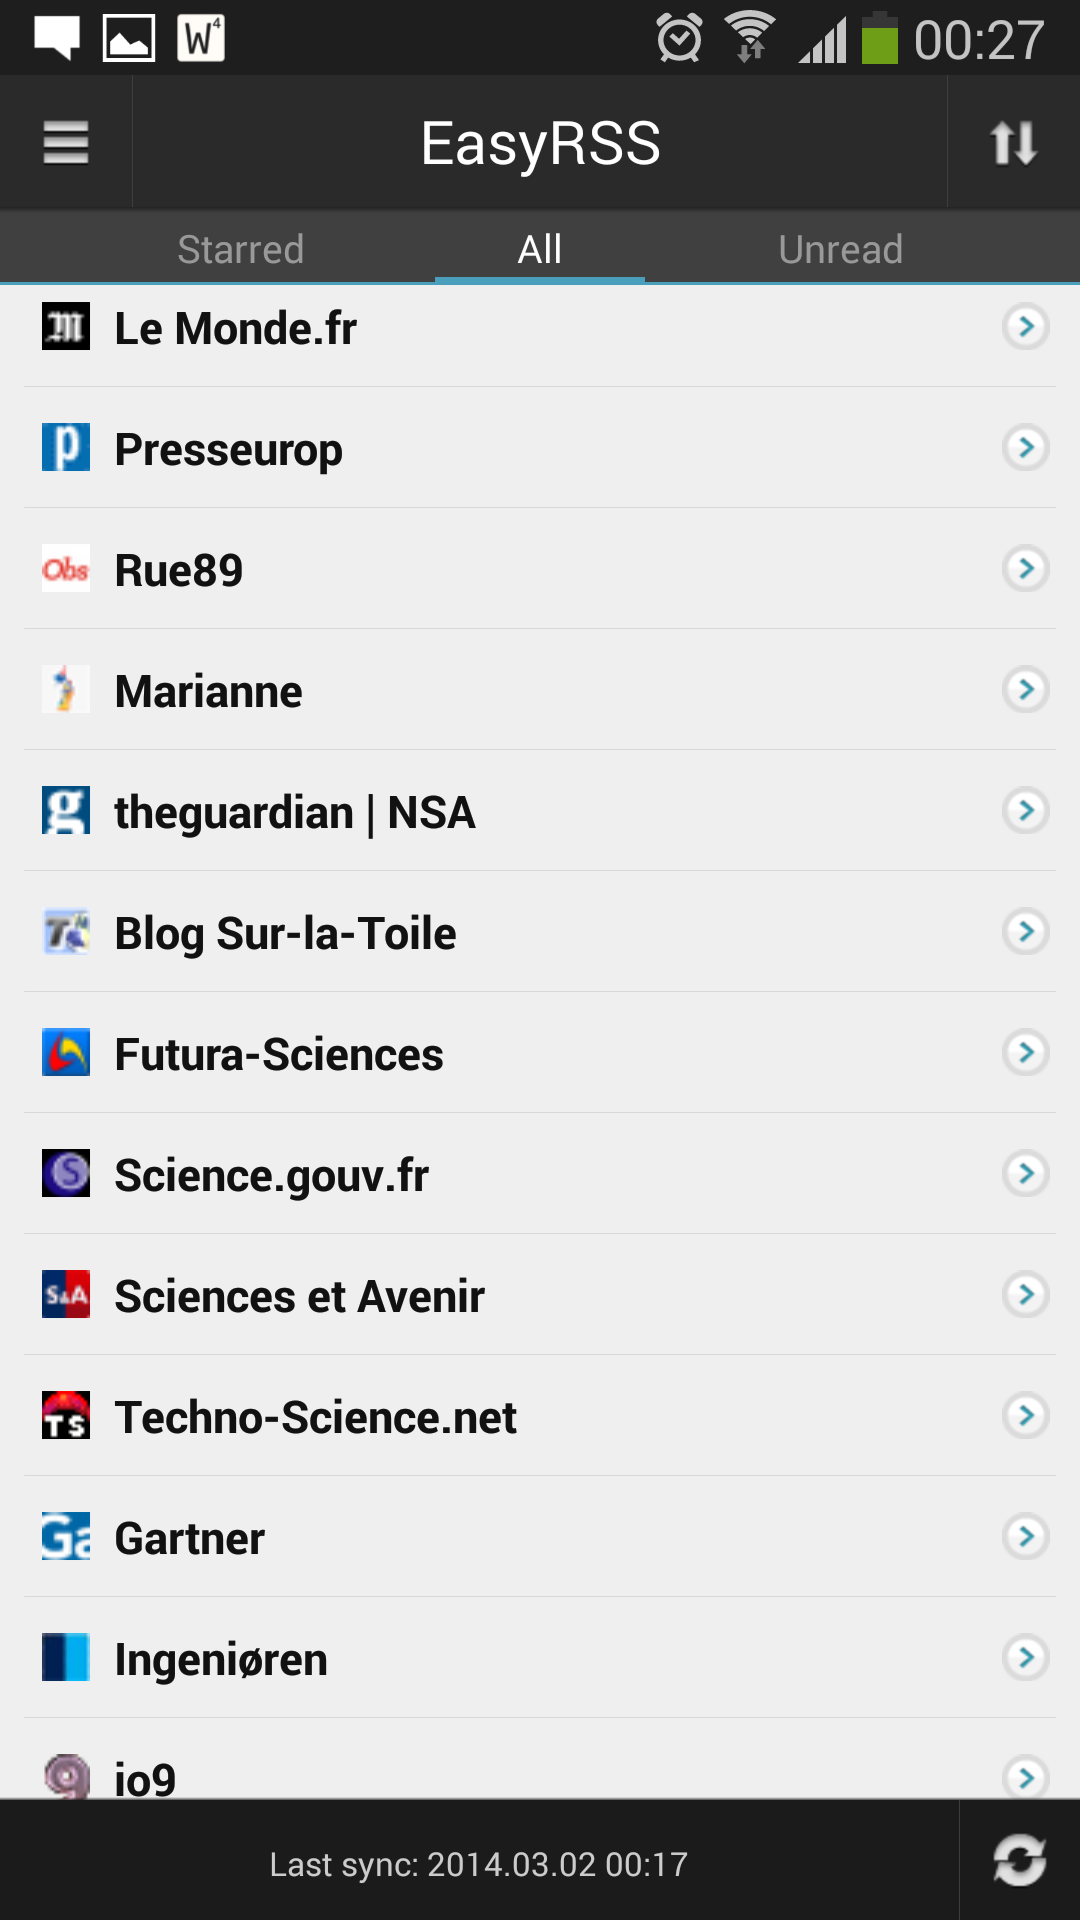 W4 00:27
EasyRSS
Starred All Unread
Le Monde.fr
Presseurop
Obs Rue89
Marianne
g theguardian | NSA
T Blog Sur-la-Toile
Futura-Sciences
S Science.gouv.fr
S&A Sciences et Avenir
TS Techno-Science.net
Ga Gartner
Ingeniøren
io9
Last sync: 2014.03.02 00:17